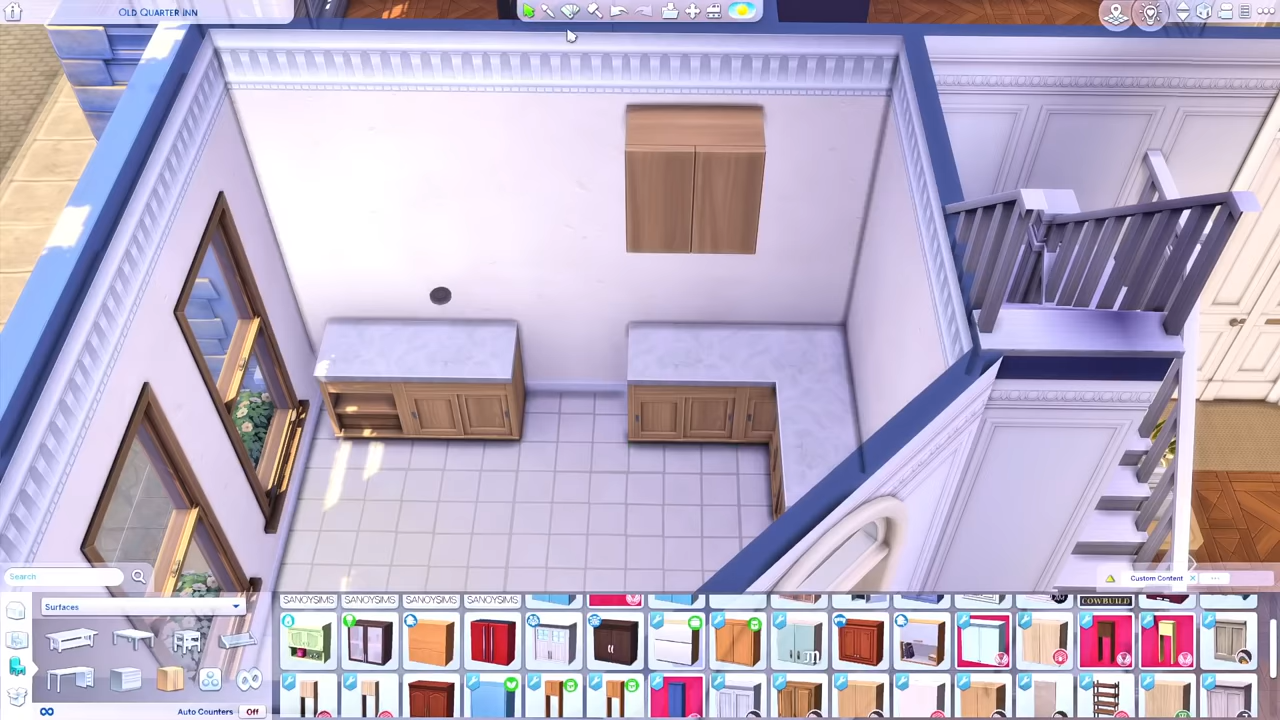 OLD QUARTER INN
Search
Custom Content
Surfaces
SANOYSIMS
SANOYSIMS
SANOYSIMS
SANOYSIMS
COWBUILD
Auto Counters
Off